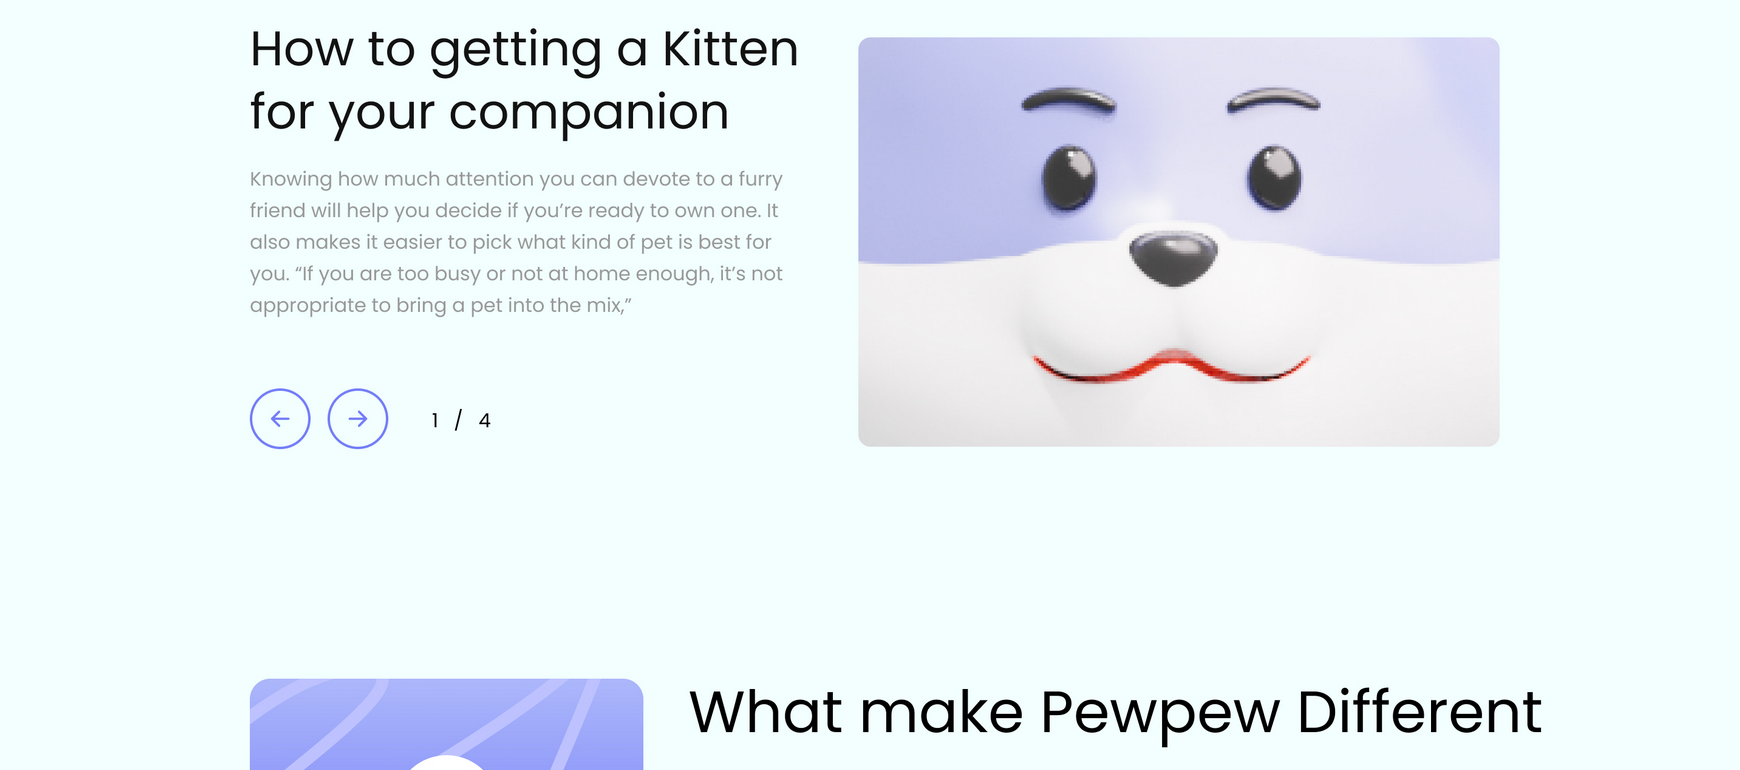 How to getting a Kitten
for your companion
Knowing how much attention you can devote to a furry
friend will help you decide if you’re ready to own one. It
also makes it easier to pick what kind of pet is best for
you. “If you are too busy or not at home enough, it’s not
appropriate to bring a pet into the mix,”
1 / 4
What make Pewpew Different